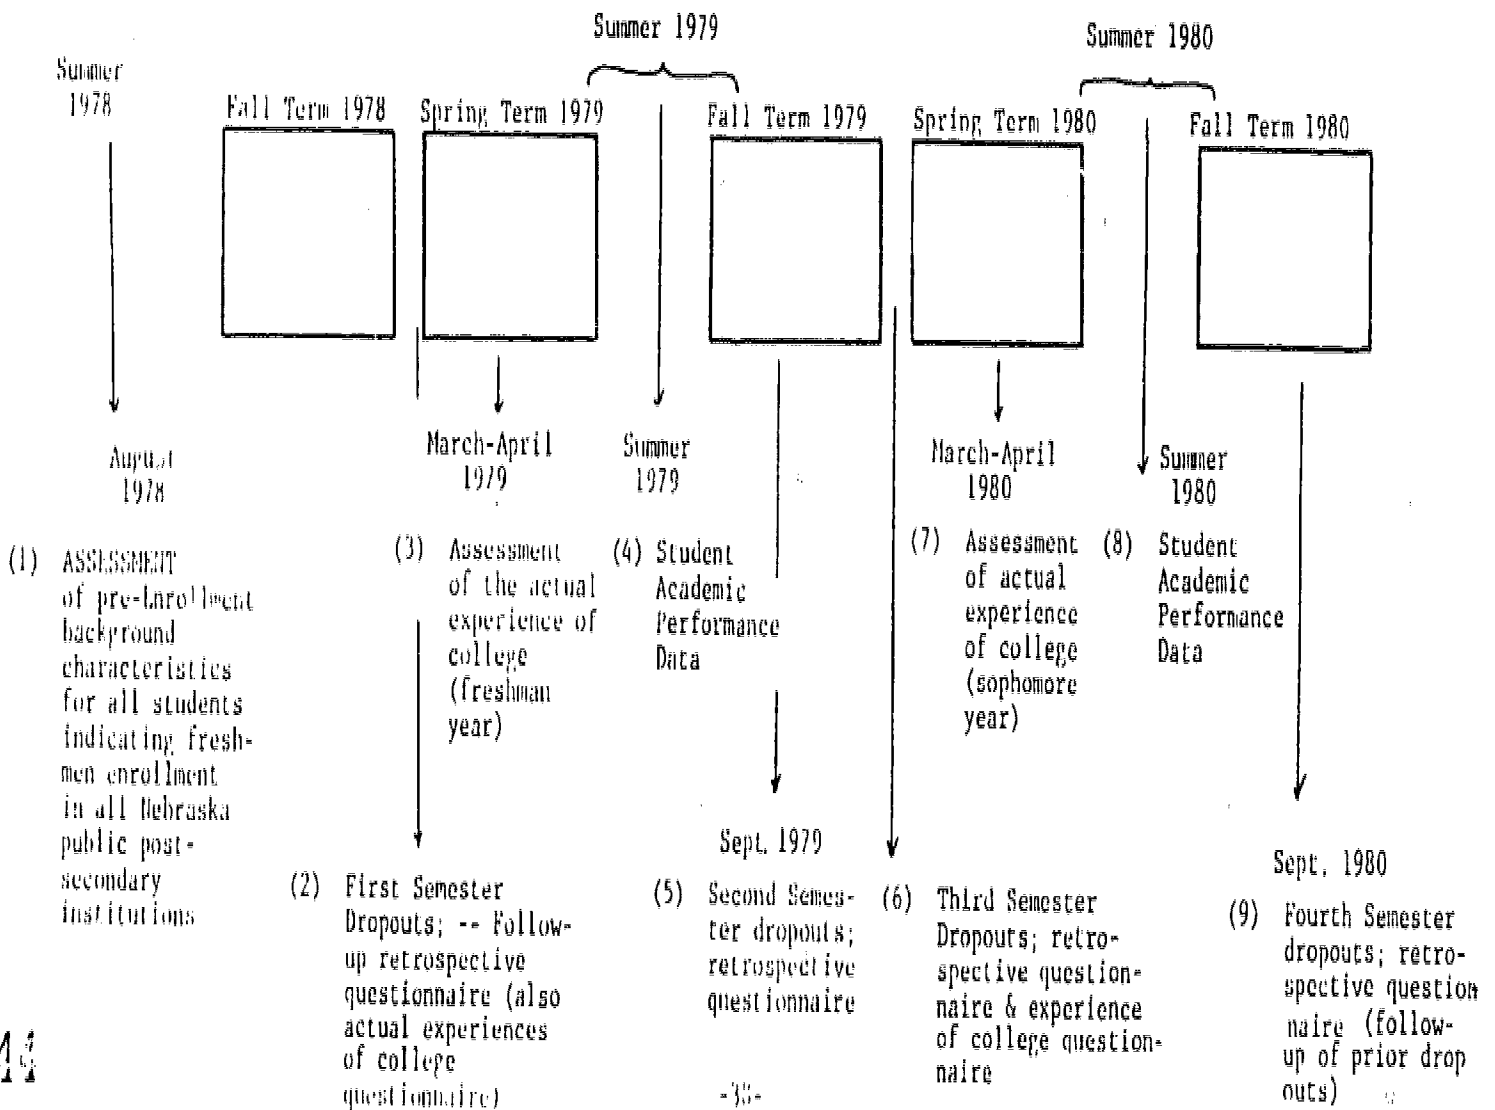 Summer 1979
Summer 1980
Summer
1978
Fall Term 1978
Spring Term 1979
Fall Term 1979
Spring Term 1980
Fall Term 1980
August
1978
March-April
1979
Summer
1979
March-April
1980
Summer
1980
(1) ASSESSMENT
of pre-Enrollment
background
characteristics
for all students
indicating fresh-
men enrollment
in all Nebraska
public post-
secondary
institutions
(2) First Semester
Dropouts; -- Follow-
up retrospective
questionnaire (also
actual experiences
of college
questionnaire)
(3) Assessment
of the actual
experience of
college
(freshman
year)
(4) Student
Academic
Performance
Data
Sept. 1979
(5) Second Semes-
ter dropouts;
retrospective
questionnaire
(6) Third Semester
Dropouts; retro-
spective question-
naire & experience
of college question-
naire
(7) Assessment
of actual
experience
of college
(sophomore
year)
(8) Student
Academic
Performance
Data
Sept. 1980
(9) Fourth Semester
dropouts; retro-
spective question
naire (follow-
up of prior drop
outs)
44